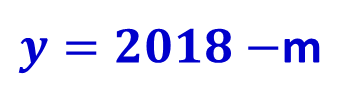 y = 2018 –m